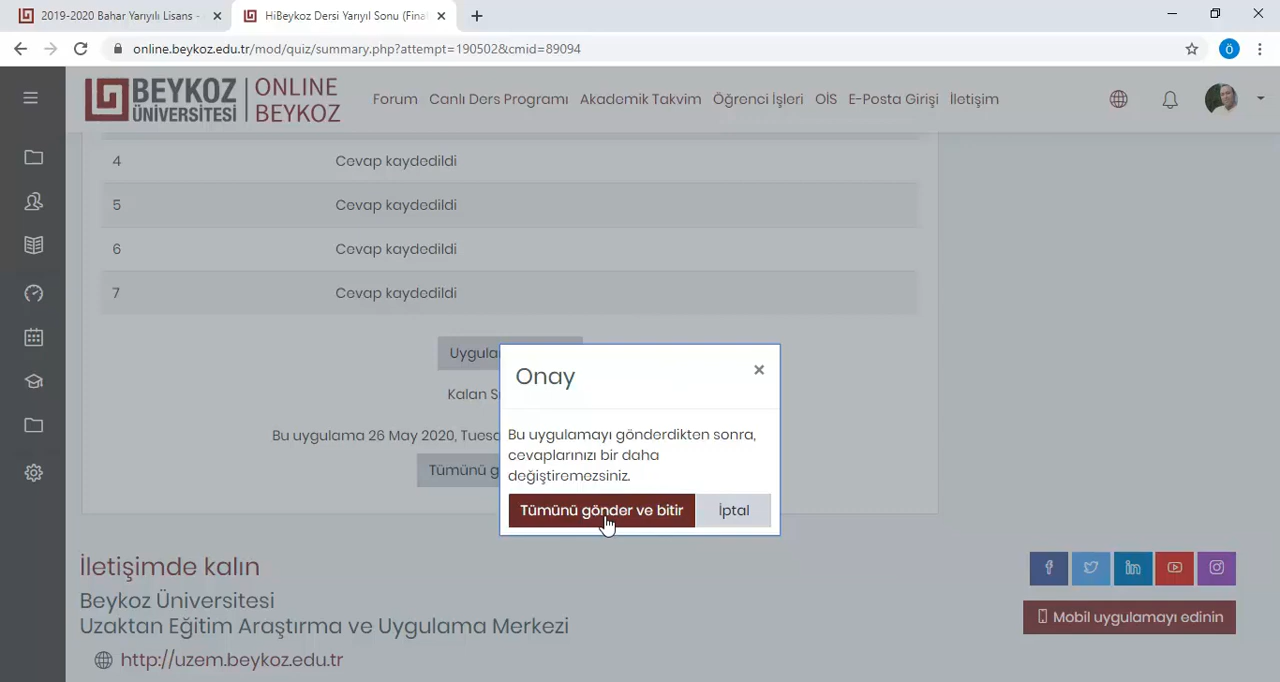 2019-2020 Bahar Yarıyılı Lisans -
HiBeykoz Dersi Yarıyıl Sonu (Final
online.beykoz.edu.tr/mod/quiz/summary.php?attempt=190502&cmid=89094
Ö
BEYKOZ
ÜNİVERSİTESİ
ONLINE
BEYKOZ
Forum Canlı Ders Programı Akademik Takvim Öğrenci İşleri OİS E-Posta Girişi İletişim
4 Cevap kaydedildi
5 Cevap kaydedildi
6 Cevap kaydedildi
7 Cevap kaydedildi
Uygula
Kalan S
Bu uygulama 26 May 2020, Tuesd
Tümünü g
Onay
Bu uygulamayı gönderdikten sonra,
cevaplarınızı bir daha
değiştiremezsiniz.
Tümünü gönder ve bitir İptal
İletişimde kalın
Beykoz Üniversitesi
Uzaktan Eğitim Araştırma ve Uygulama Merkezi
http://uzem.beykoz.edu.tr
Mobil uygulamayı edinin